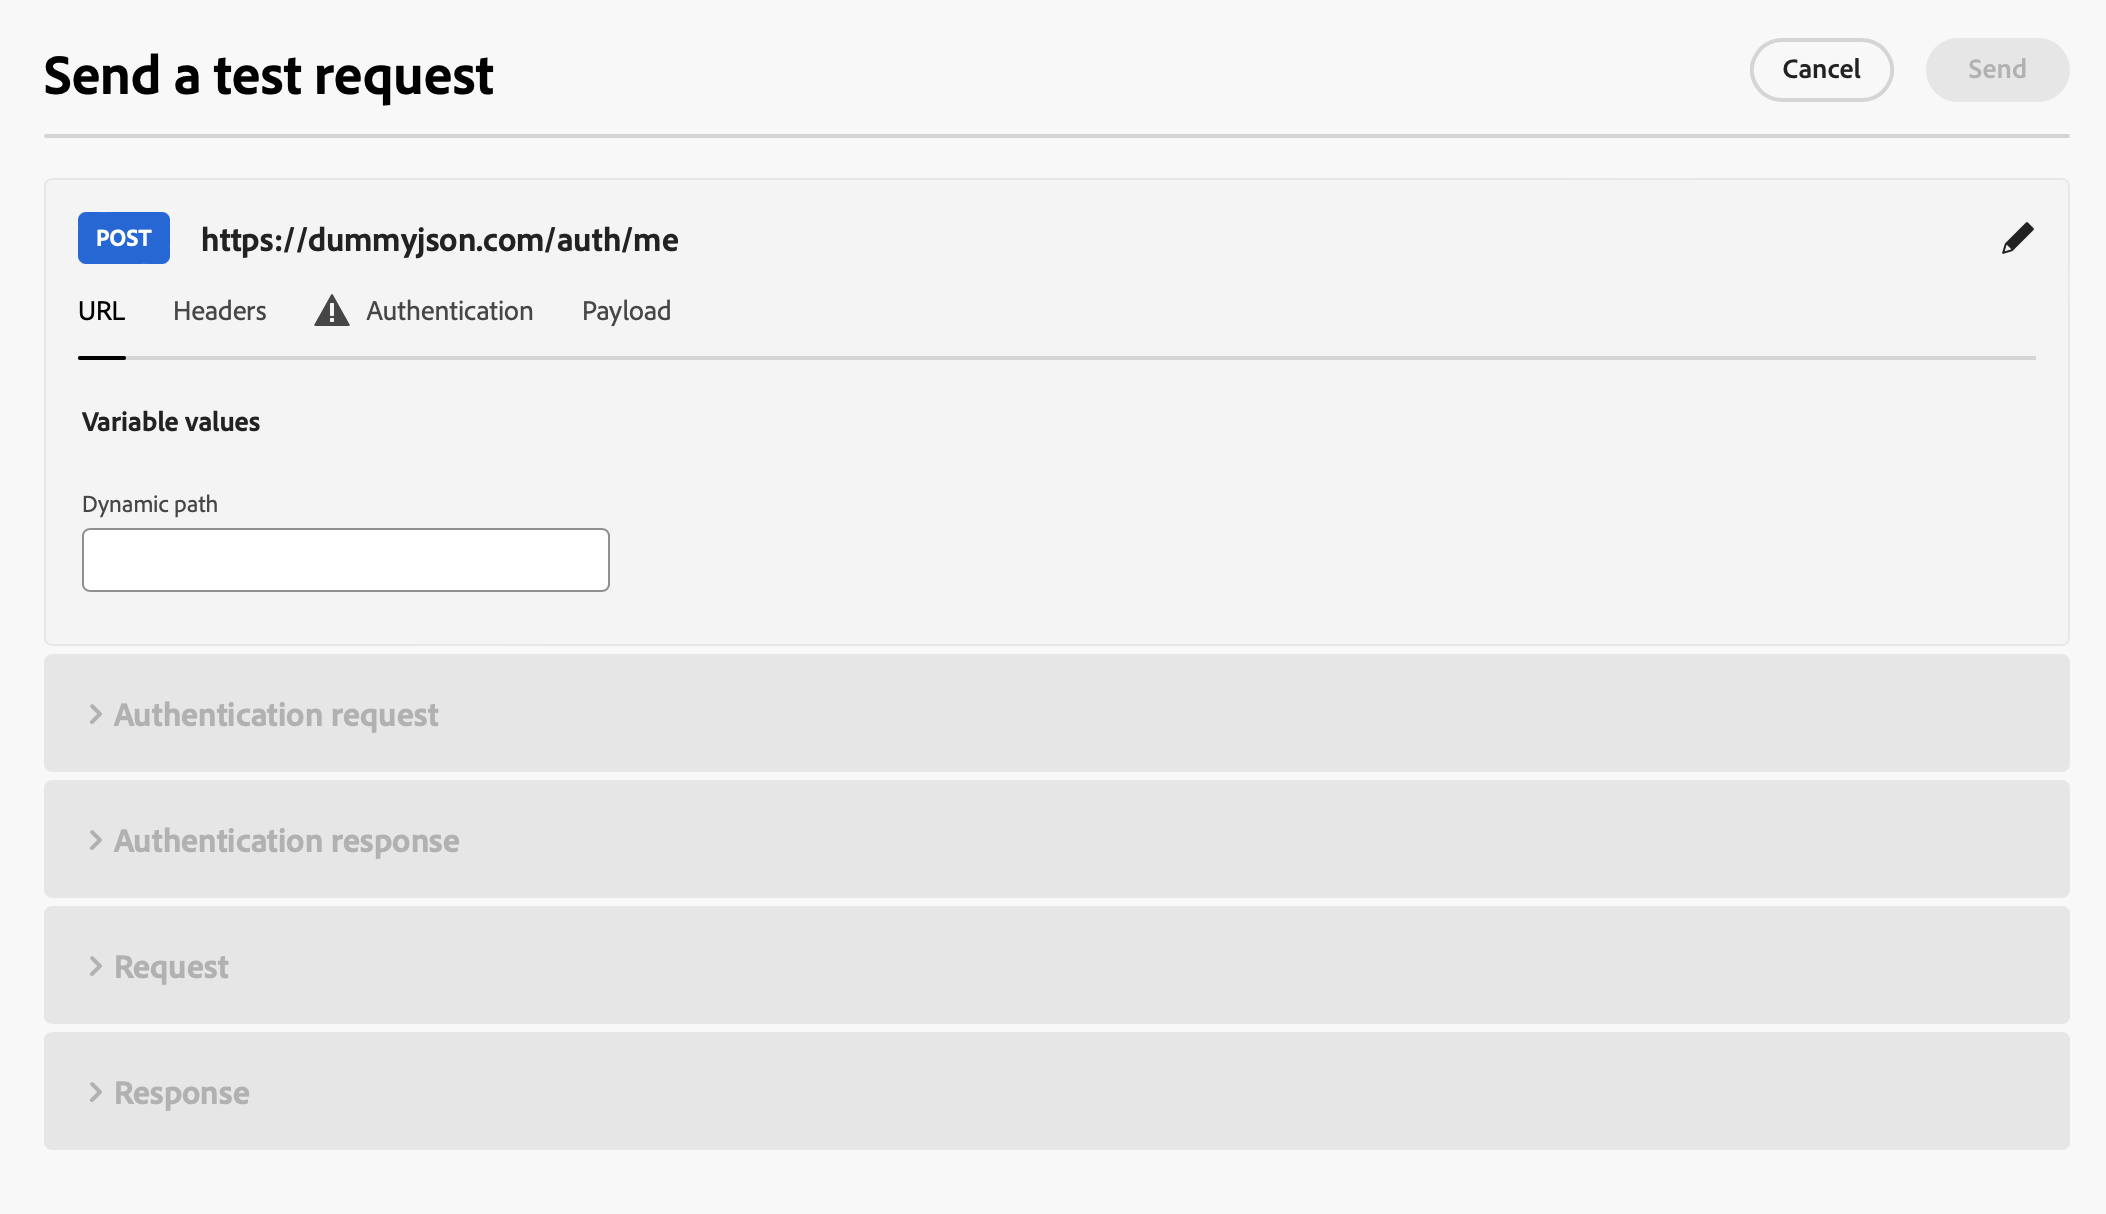 Send a test request
Cancel
Send
POST
https://dummyjson.com/auth/me
URL
Headers
Authentication
Payload
Variable values
Dynamic path
Authentication request
Authentication response
Request
Response